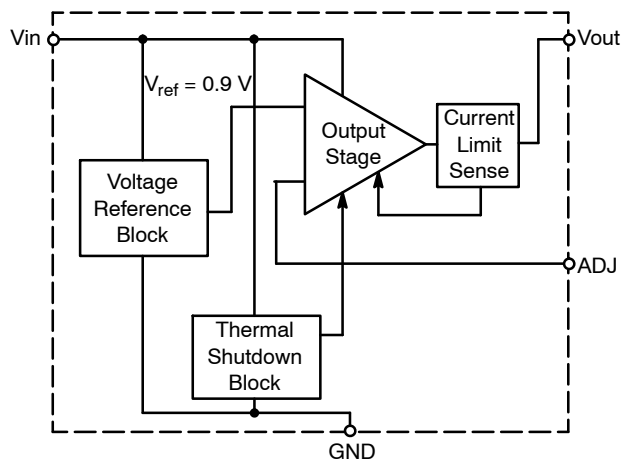 Vin
Vout
Vref = 0.9 V
Output
Stage
Current
Limit
Sense
Voltage
Reference
Block
ADJ
Thermal
Shutdown
Block
GND